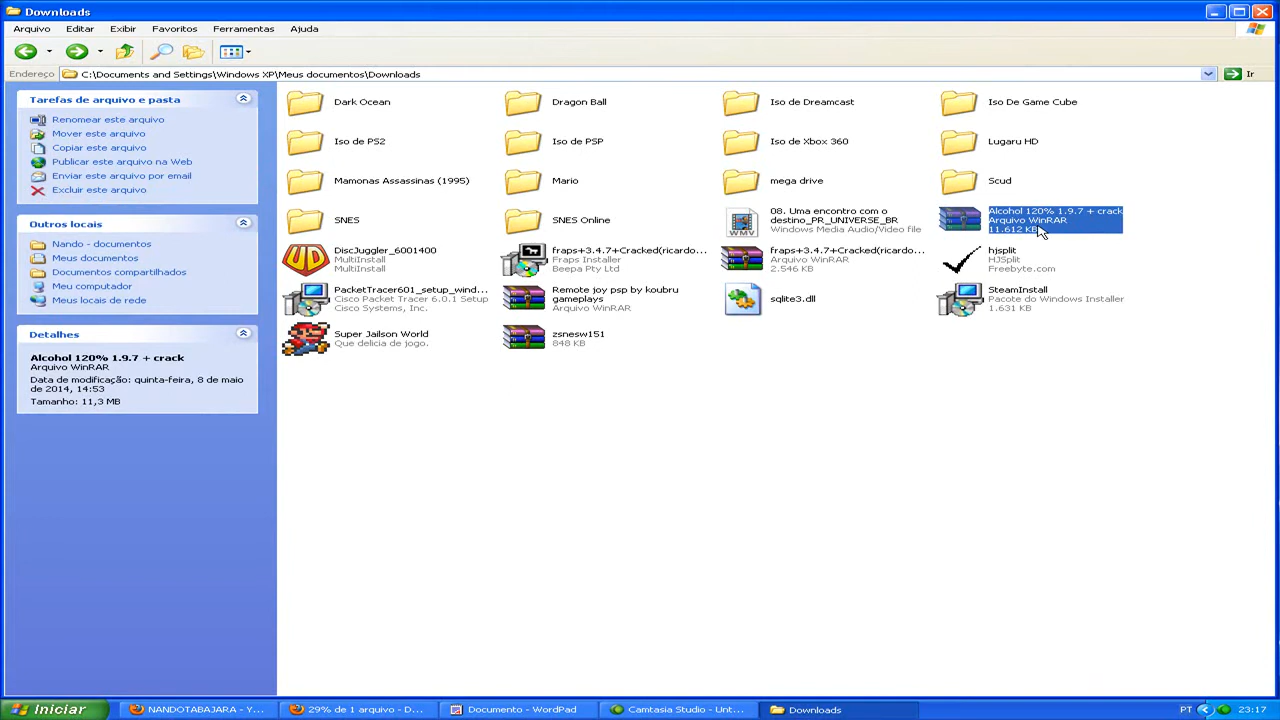 Downloads
Arquivo Editar Exibir Favoritos Ferramentas Ajuda
Endereço C:\Documents and Settings\Windows XP\Meus documentos\Downloads Ir
Tarefas de arquivo e pasta
Renomear este arquivo
Mover este arquivo
Copiar este arquivo
Publicar este arquivo na Web
Enviar este arquivo por email
Excluir este arquivo
Outros locais
Nando - documentos
Meus documentos
Documentos compartilhados
Meu computador
Meus locais de rede
Detalhes
Alcohol 120% 1.9.7 + crack
Arquivo WinRAR
Data de modificação: quinta-feira, 8 de maio
de 2014, 14:53
Tamanho: 11,3 MB
Dark Ocean
Dragon Ball
Iso de Dreamcast
Iso De Game Cube
Iso de PS2
Iso de PSP
Iso de Xbox 360
Lugaru HD
Mamonas Assassinas (1995)
Mario
mega drive
Scud
SNES
SNES Online
08. Uma encontro com o
destino_PR_UNIVERSE_BR
Windows Media Audio/Video file
Alcohol 120% 1.9.7 + crack
Arquivo WinRAR
11.612 KB
DiscJuggler_6001400
MultiInstall
MultiInstall
fraps+3.4.7+Cracked(ricardo...
Fraps Installer
Beepa Pty Ltd
fraps+3.4.7+Cracked(ricardo...
Arquivo WinRAR
2.546 KB
hjsplit
HJSplit
Freebyte.com
PacketTracer601_setup_wind...
Cisco Packet Tracer 6.0.1 Setup
Cisco Systems, Inc.
Remote joy psp by koubru
gameplays
Arquivo WinRAR
sqlite3.dll
SteamInstall
Pacote do Windows Installer
1.631 KB
Super Jailson World
Que delicia de jogo.
zsnesw151
848 KB
Iniciar
NANDOTABAJARA - Y...
29% de 1 arquivo - D...
Documento - WordPad
Camtasia Studio - Unt...
Downloads
PT
23:17